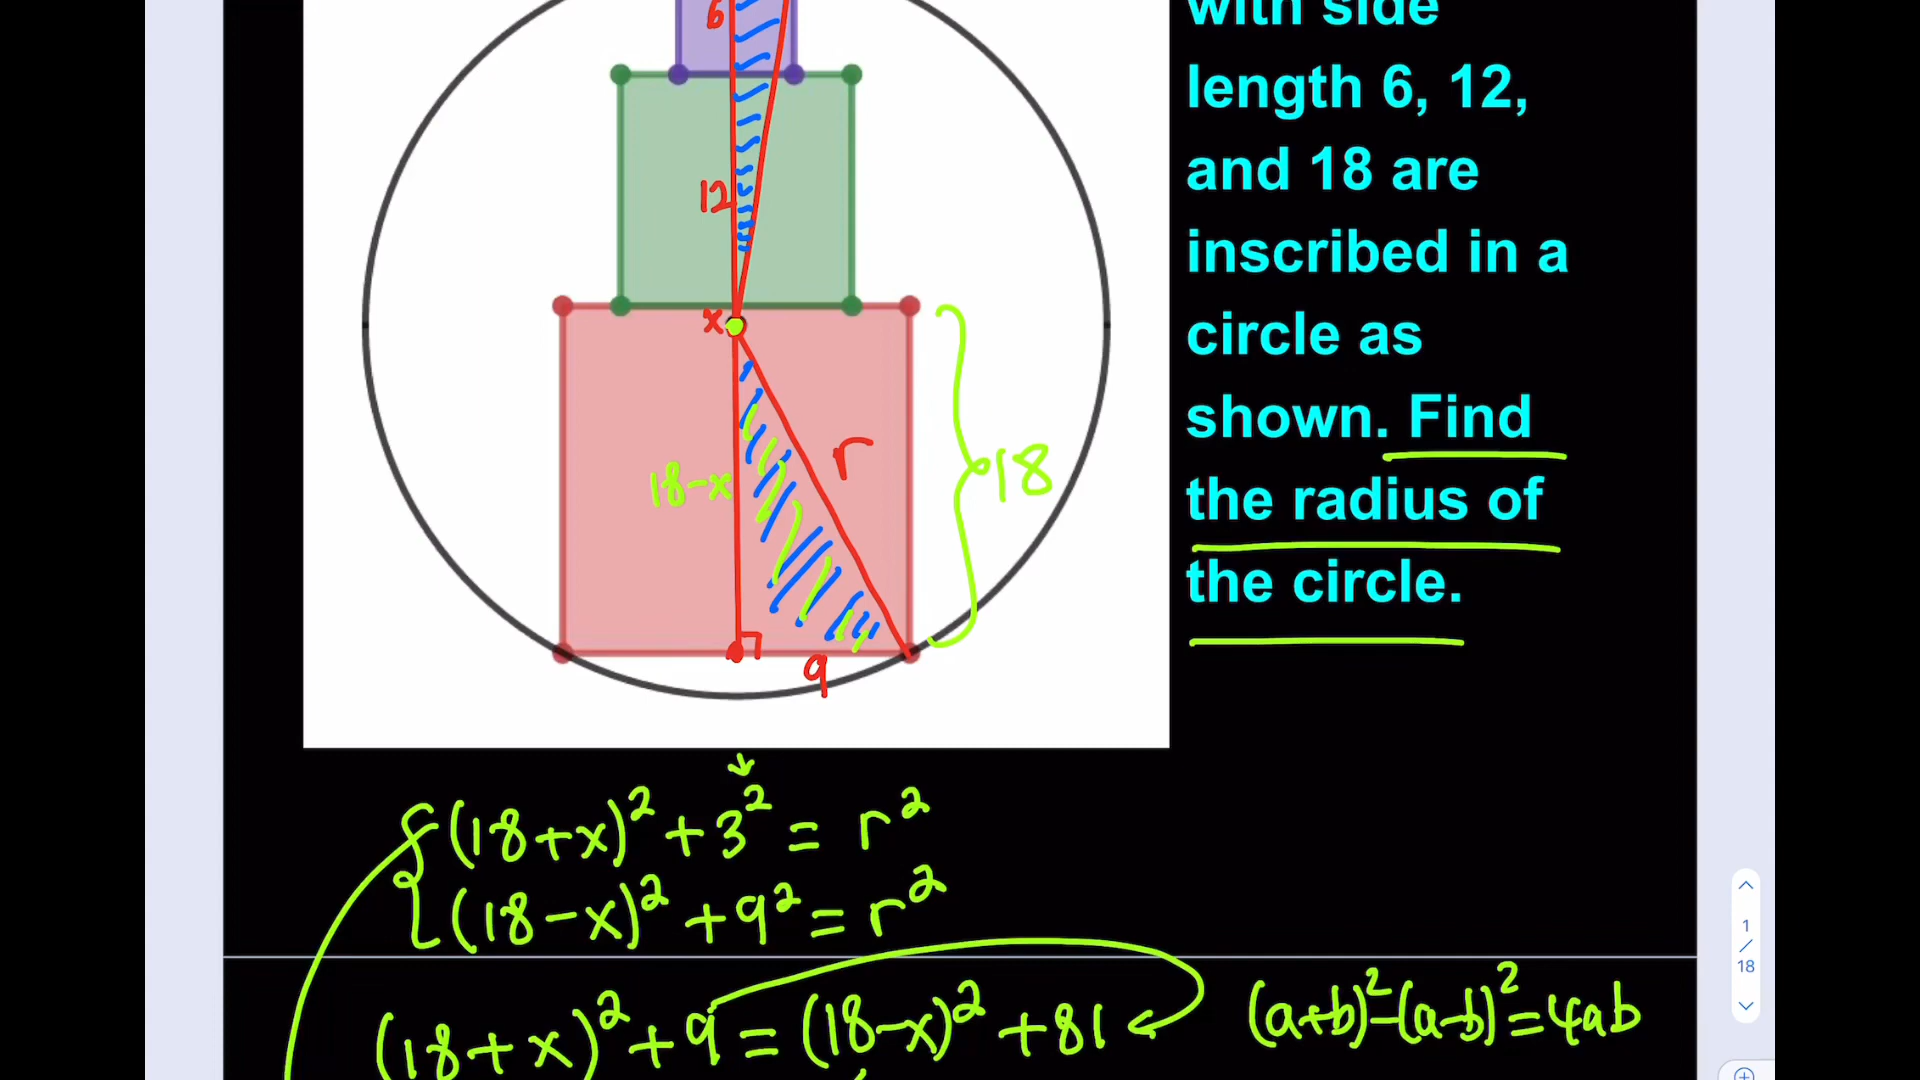 with side
length 6, 12,
and 18 are
inscribed in a
circle as
shown. Find
the radius of
the circle.
6
12
x
18-x
r
18
9
(18+x)² + 3² = r²
(18-x)² + 9² = r²
(18+x)² + 9 = (18-x)² + 81
(a+b)²-(a-b)²=4ab
1
/
18